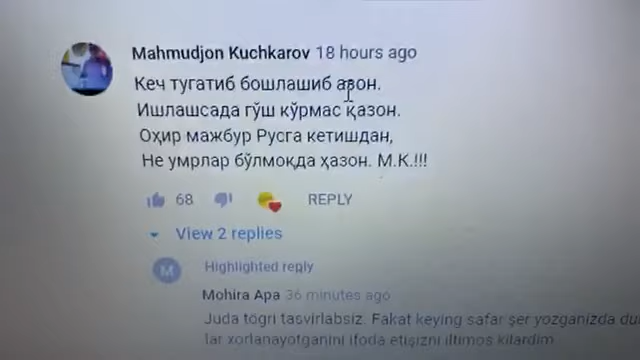 Mahmudjon Kuchkarov 18 hours ago
Кеч тугатиб бошлашиб азон.
Ишлашсада гўш кўрмас қазон.
Оҳир мажбур Русга кетишдан,
Не умрлар бўлмоқда ҳазон. М.К.!!!
68 REPLY
View 2 replies
M Highlighted reply
Mohira Apa 36 minutes ago
Juda togri tasvirlabsiz. Fakat keying safar şer yozganizda
lar xorlanayotganini ifoda etişizni iltimos kilardim